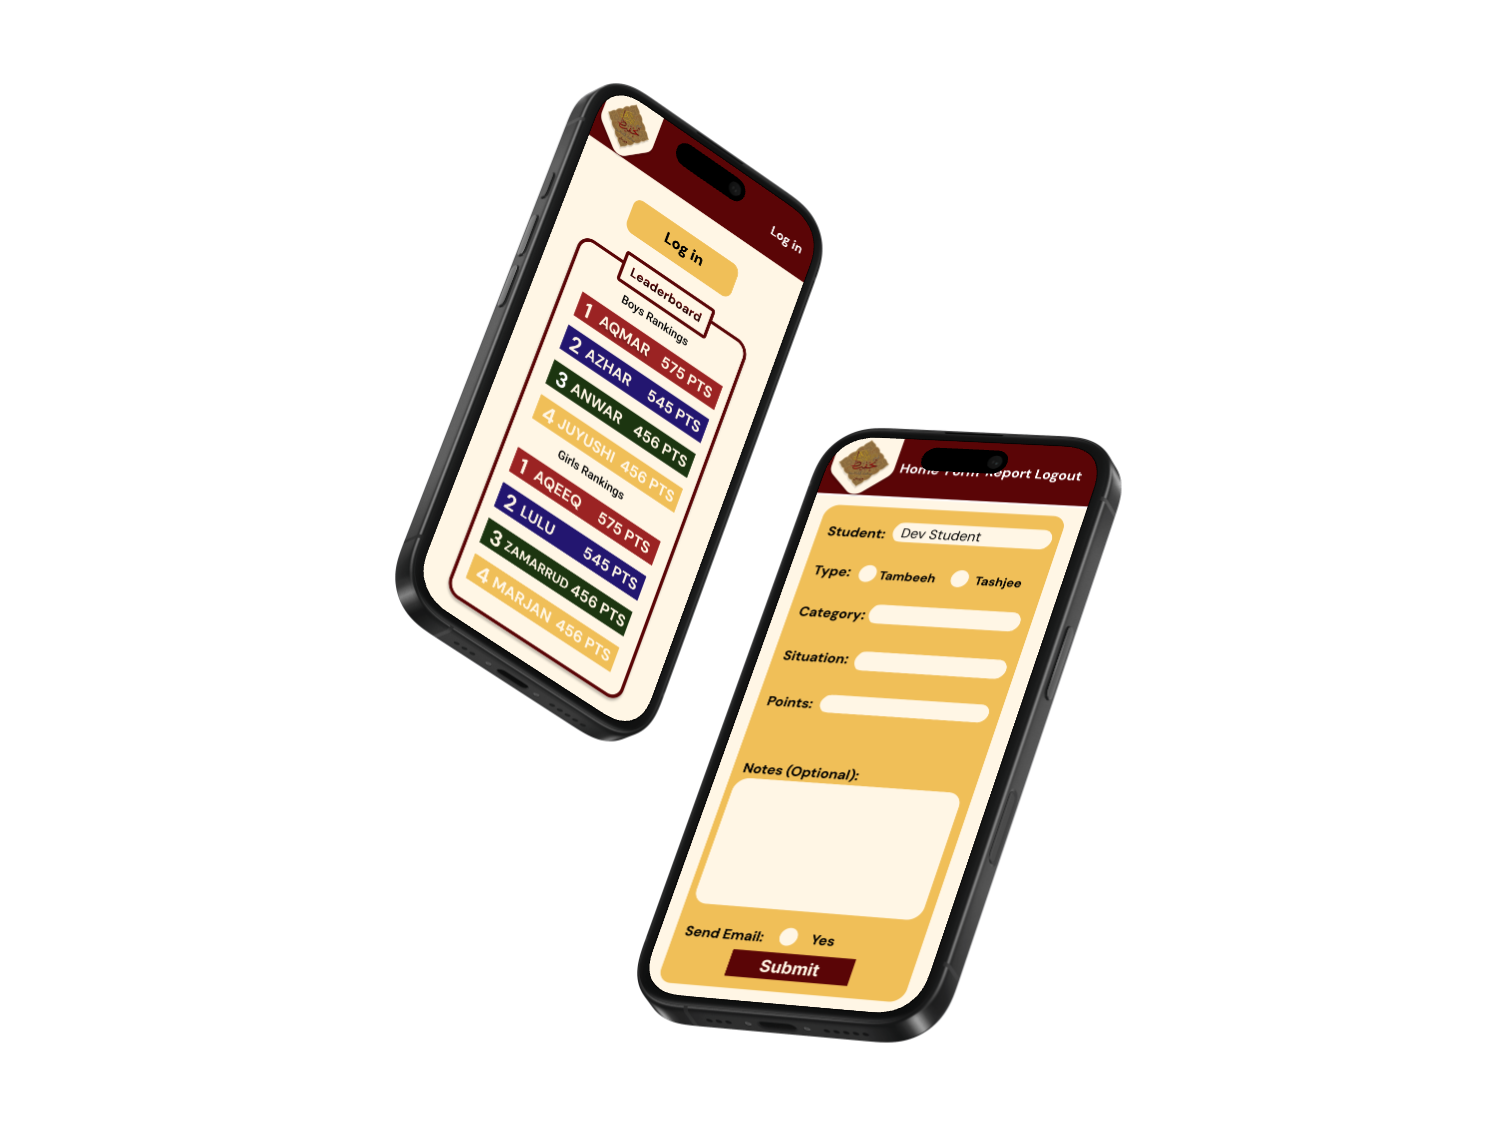 Log in
Log in
Leaderboard
Boys Rankings
1 AQMAR 575 PTS
2 AZHAR 545 PTS
3 ANWAR 456 PTS
4 JUYUSHI 456 PTS
Girls Rankings
1 AQEEQ 575 PTS
2 LULU 545 PTS
3 ZAMARRUD 456 PTS
4 MARJAN 456 PTS
Home Form Report Logout
Student: Dev Student
Type: Tambeeh Tashjee
Category:
Situation:
Points:
Notes (Optional):
Send Email: Yes
Submit